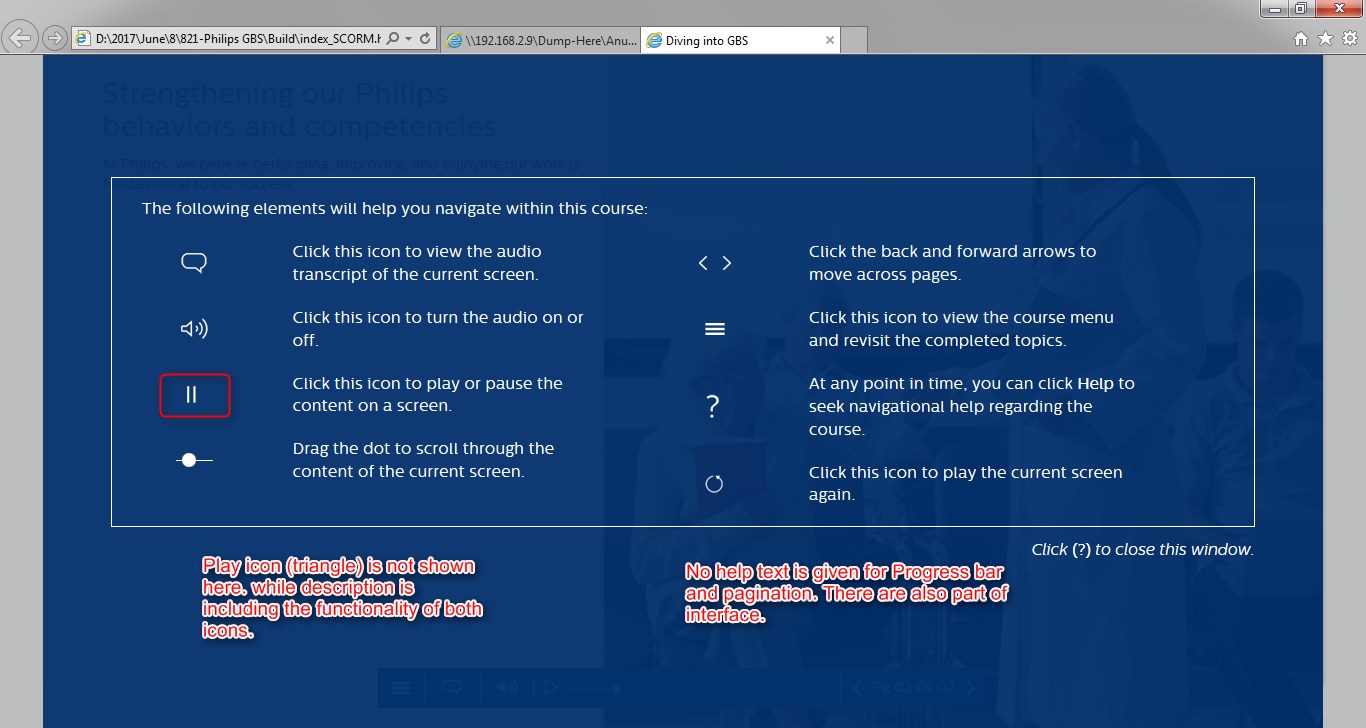 D:\2017\June\8\821-Philips GBS\Build\index_SCORM.h
\\192.168.2.9\Dump-Here\Anu...
Diving into GBS
Strengthening our Philips
behaviors and competencies
At Philips, we believe performing, improving, and enjoying our work is
fundamental to our success.
The following elements will help you navigate within this course:
Click this icon to view the audio
transcript of the current screen.
Click this icon to turn the audio on or
off.
Click this icon to play or pause the
content on a screen.
Drag the dot to scroll through the
content of the current screen.
Click the back and forward arrows to
move across pages.
Click this icon to view the course menu
and revisit the completed topics.
?
At any point in time, you can click Help to
seek navigational help regarding the
course.
Click this icon to play the current screen
again.
Click (?) to close this window.
Play icon (triangle) is not shown
here. while description is
including the functionality of both
icons.
No help text is given for Progress bar
and pagination. There are also part of
interface.
Pg 02 Of 02